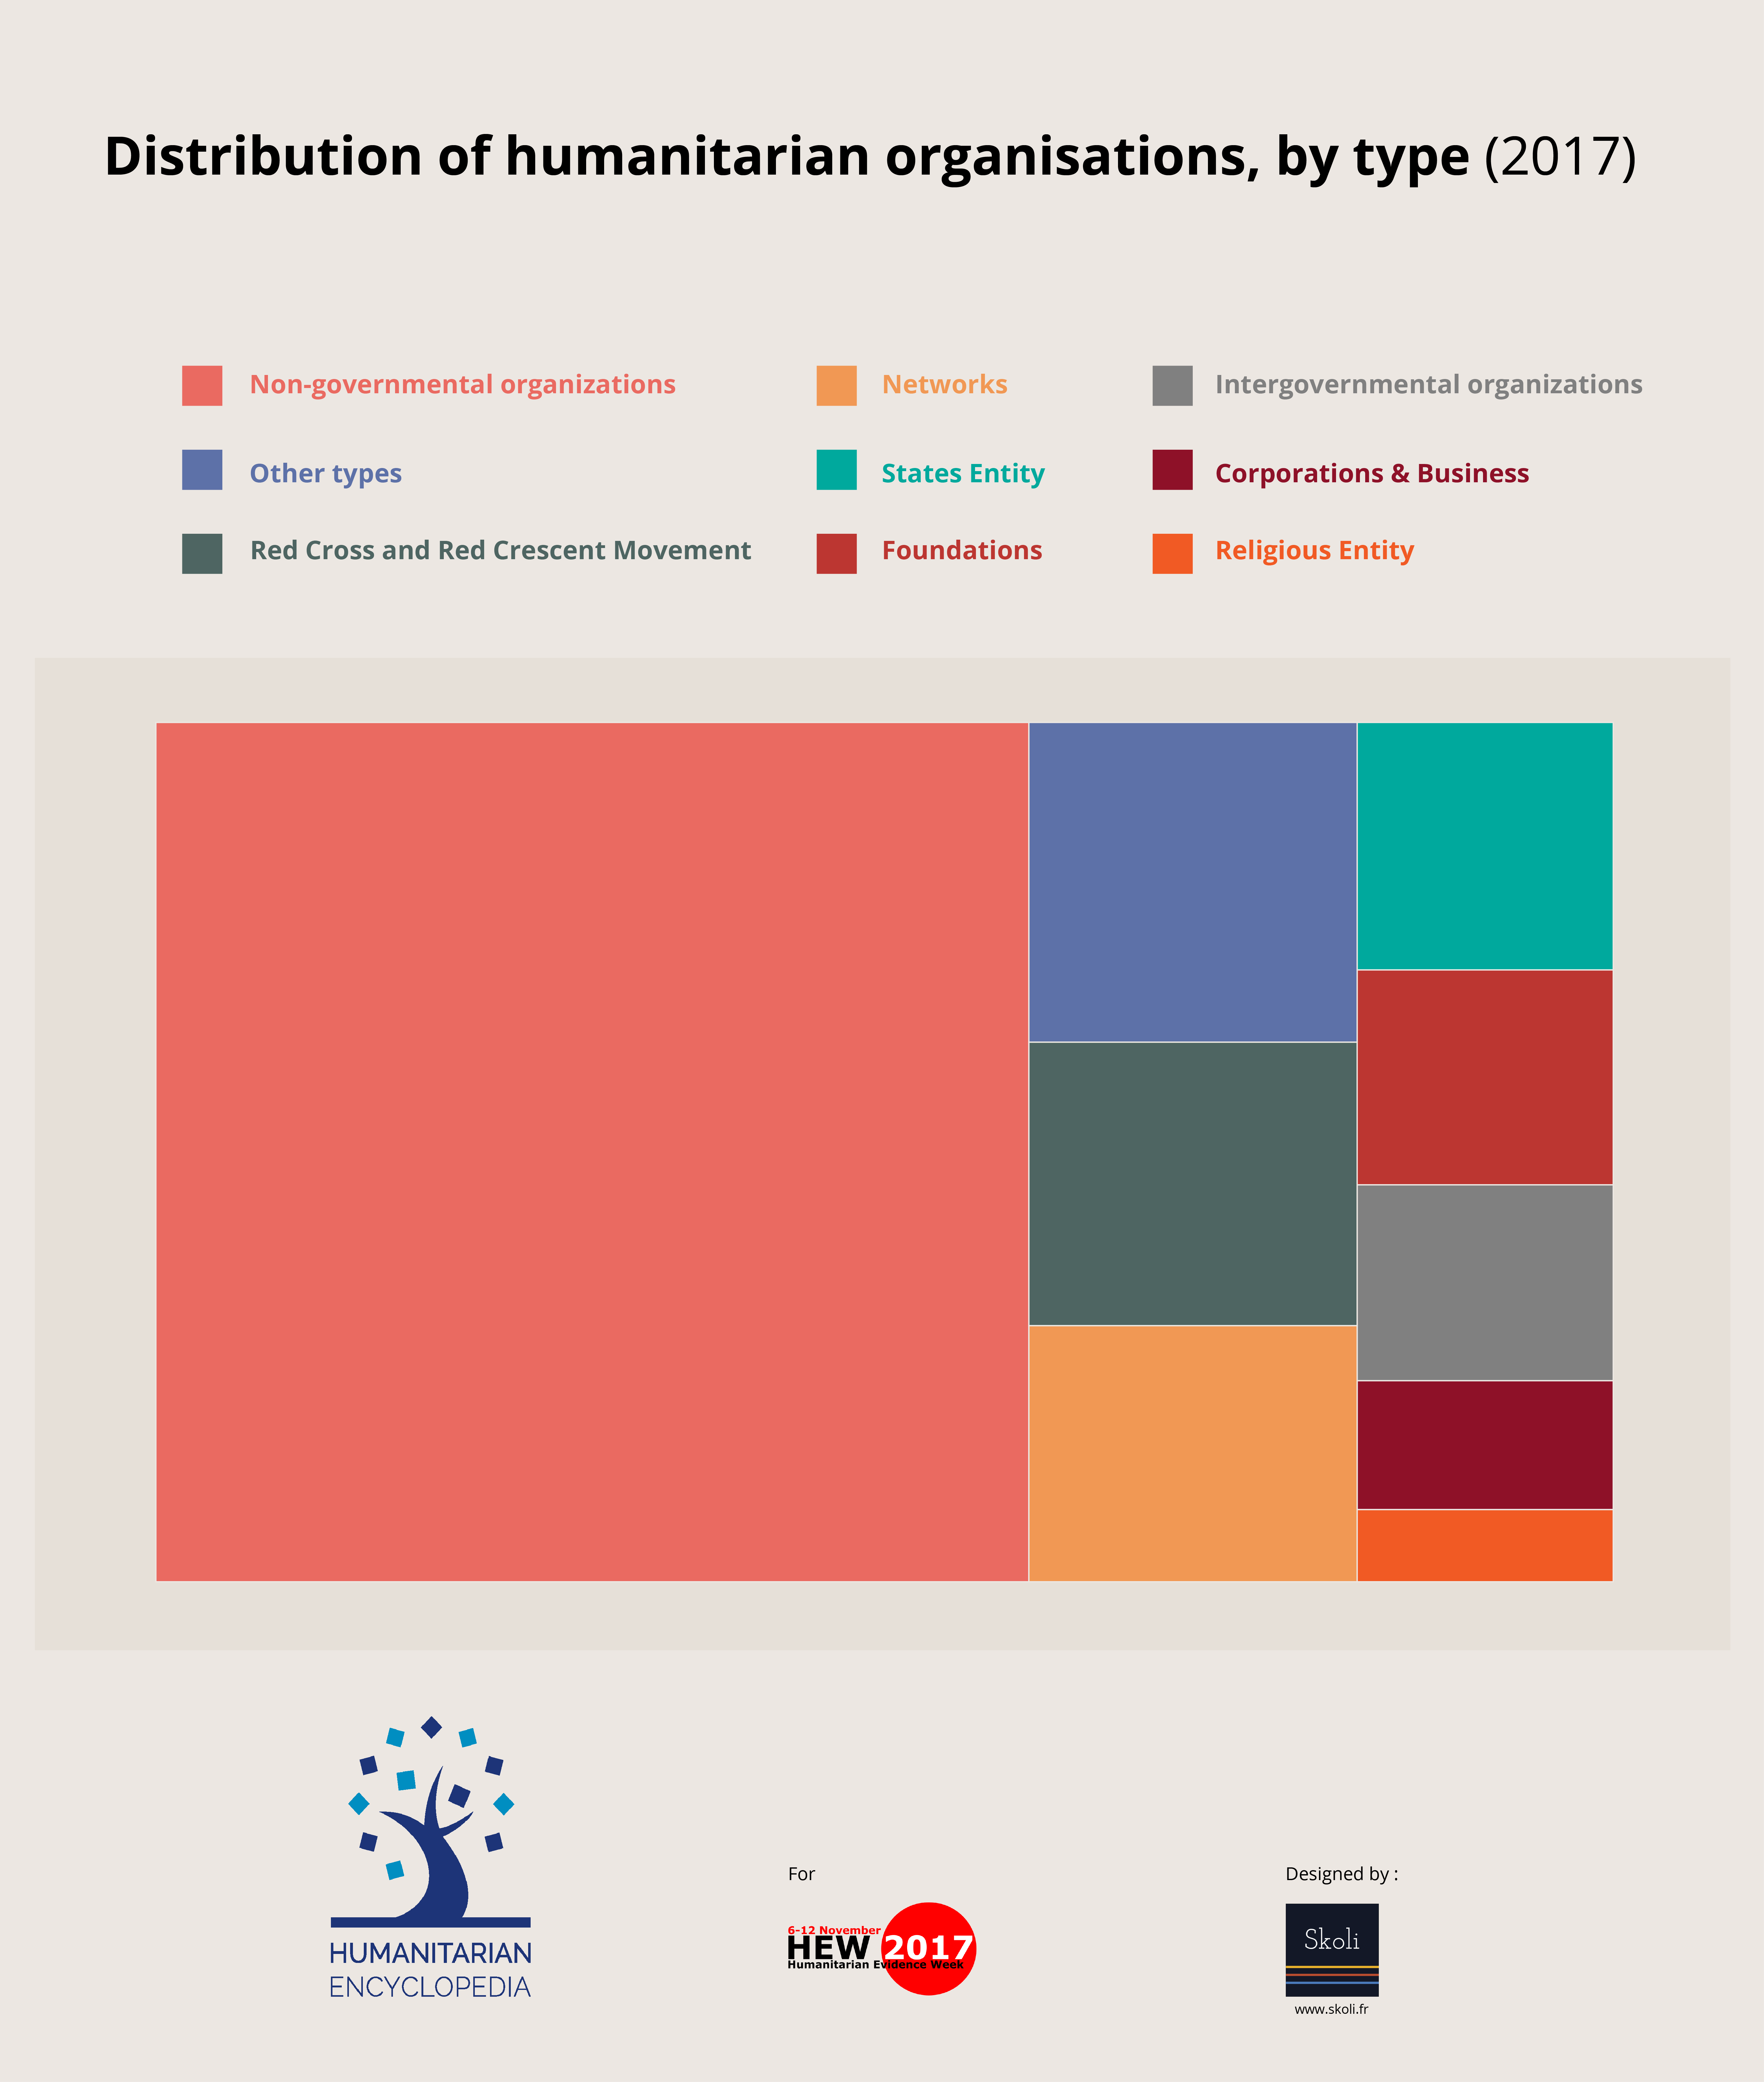 Distribution of humanitarian organisations, by type (2017)
Non-governmental organizations
Networks
Intergovernmental organizations
Other types
States Entity
Corporations & Business
Red Cross and Red Crescent Movement
Foundations
Religious Entity
HUMANITARIAN
ENCYCLOPEDIA
For
6-12 November
HEW 2017
Humanitarian Evidence Week
Designed by :
Skoli
www.skoli.fr